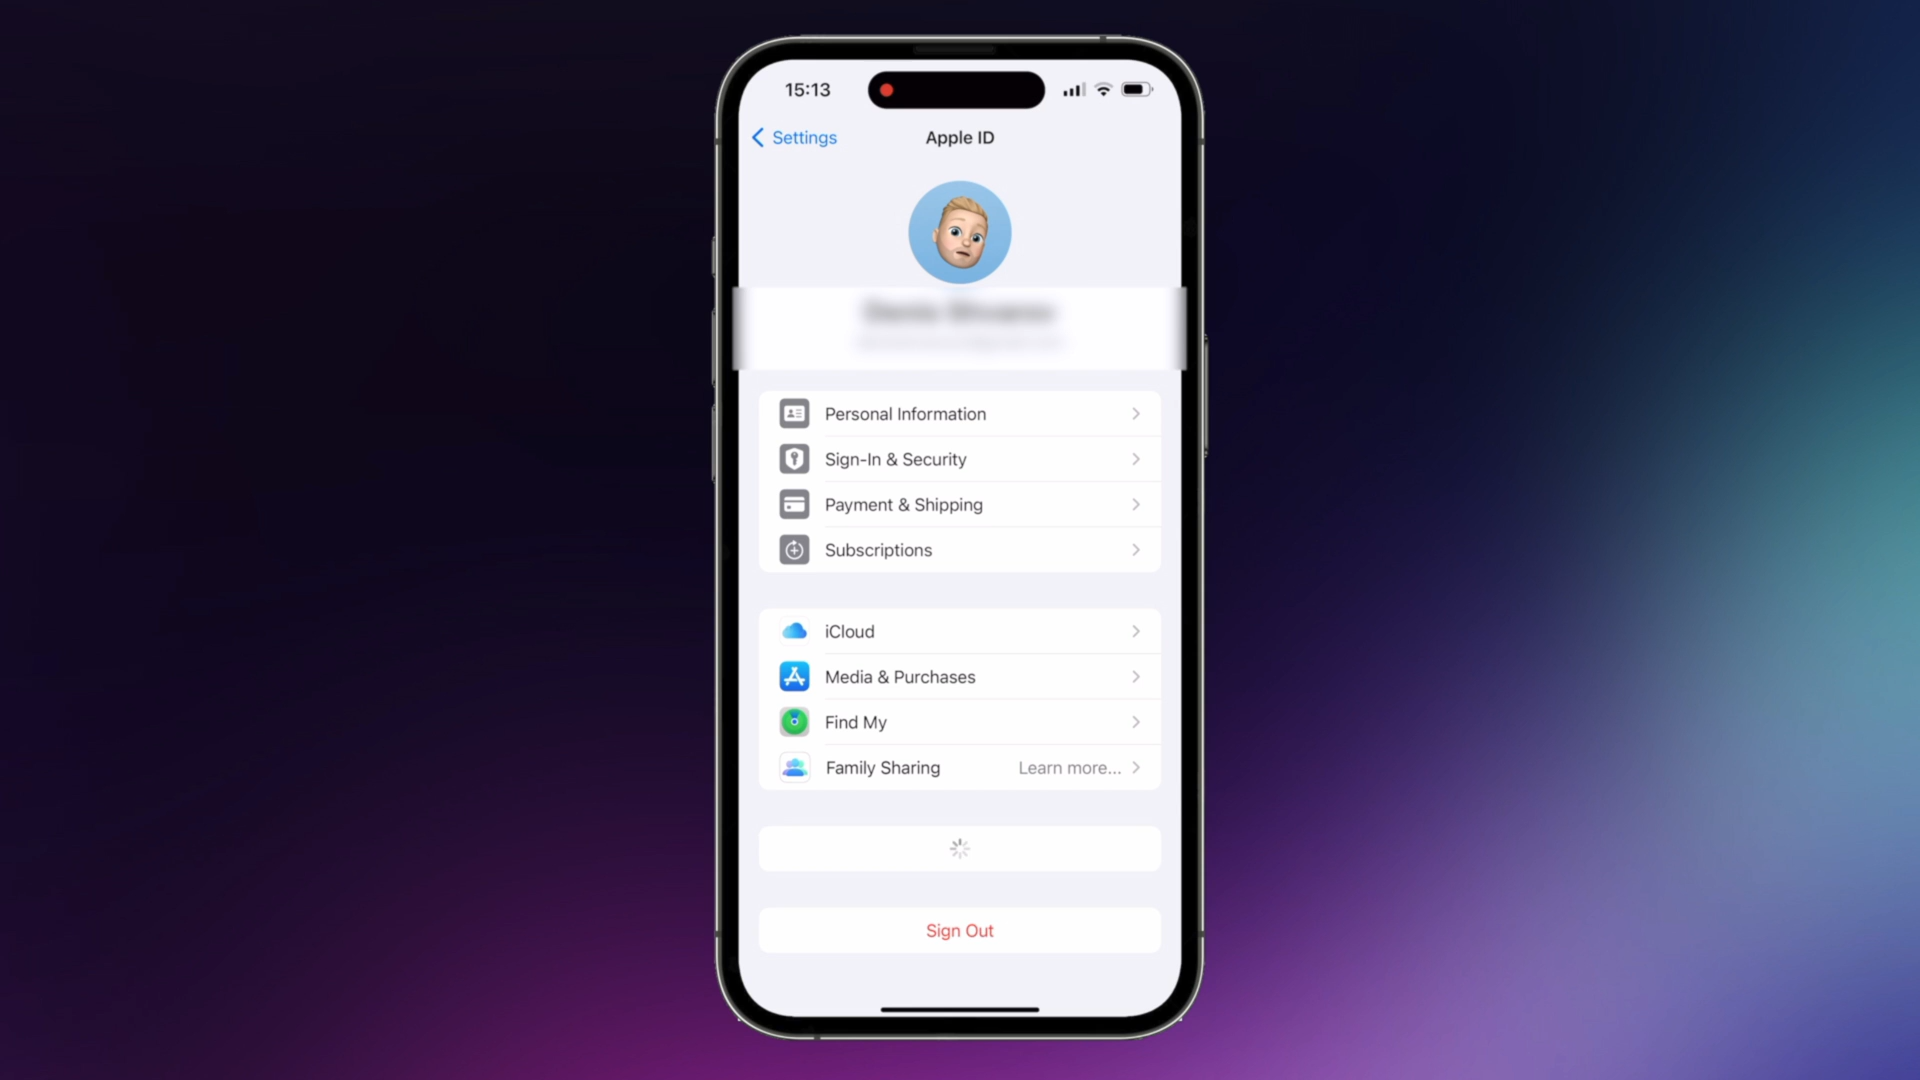 15:13
Settings
Apple ID
Personal Information
Sign-In & Security
Payment & Shipping
Subscriptions
iCloud
Media & Purchases
Find My
Family Sharing Learn more...
Sign Out